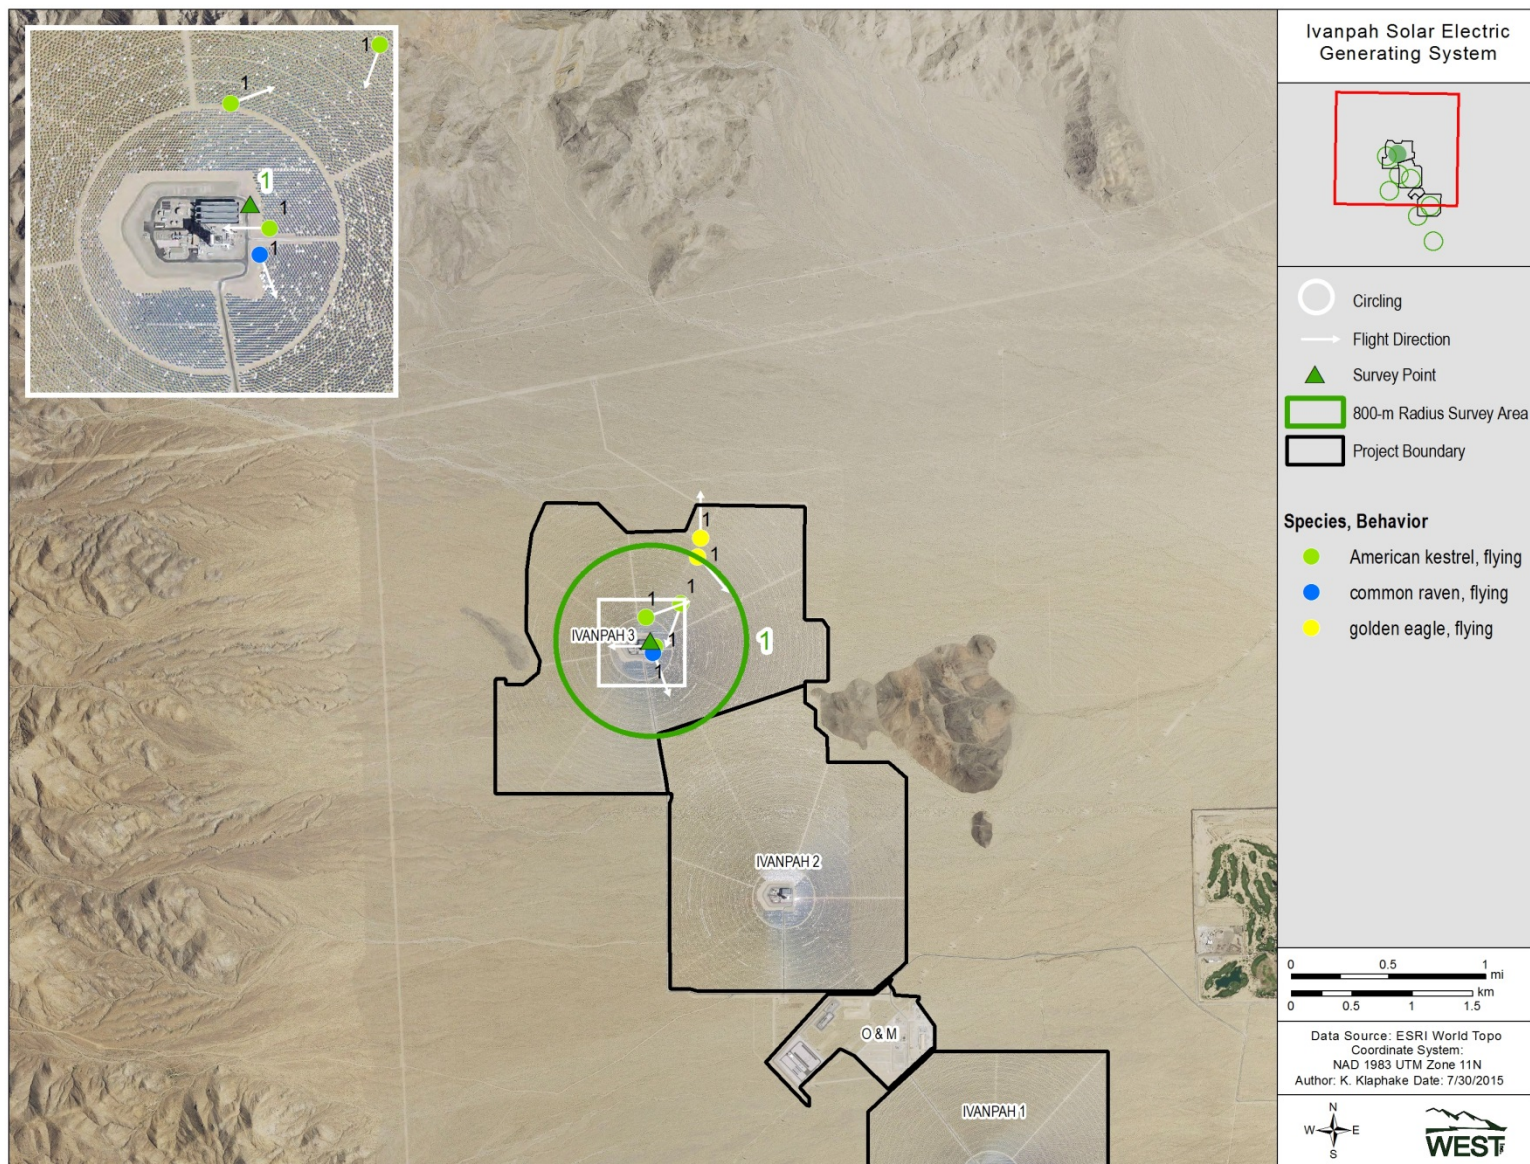 Ivanpah Solar Electric
Generating System
1
1
1
1
1
Circling
Flight Direction
Survey Point
800-m Radius Survey Area
Project Boundary
Species, Behavior
American kestrel, flying
common raven, flying
golden eagle, flying
1
1
1
1
IVANPAH 3
1
1
1
IVANPAH 2
O & M
IVANPAH 1
0 0.5 1
mi
km
0 0.5 1 1.5
Data Source: ESRI World Topo
Coordinate System:
NAD 1983 UTM Zone 11N
Author: K. Klaphake Date: 7/30/2015
N
W E
S
WEST